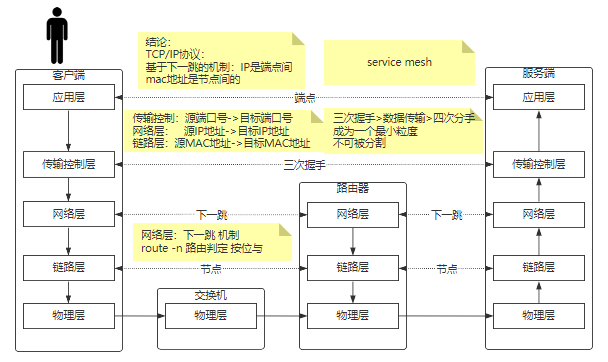 结论：
TCP/IP协议：
基于下一跳的机制：IP是端点间
mac地址是节点间的
service mesh
客户端
服务端
应用层
端点
应用层
传输控制：源端口号->目标端口号
网络层：  源IP地址->目标IP地址
链路层：源MAC地址->目标MAC地址
三次握手>数据传输>四次分手
成为一个最小粒度
不可被分割
传输控制层
三次握手
传输控制层
路由器
网络层
下一跳
网络层
下一跳
网络层
网络层：下一跳 机制
route -n 路由判定 按位与
链路层
节点
链路层
节点
链路层
交换机
物理层
物理层
物理层
物理层